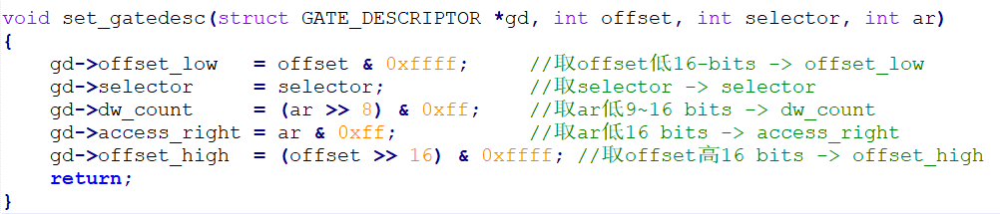 void set_gatedesc(struct GATE_DESCRIPTOR *gd, int offset, int selector, int ar)
{
    gd->offset_low   = offset & 0xffff;     //取offset低16-bits -> offset_low
    gd->selector     = selector;            //取selector -> selector
    gd->dw_count     = (ar >> 8) & 0xff;    //取ar低9~16 bits -> dw_count
    gd->access_right = ar & 0xff;           //取ar低16 bits -> access_right
    gd->offset_high  = (offset >> 16) & 0xffff; //取offset高16 bits -> offset_high
    return;
}